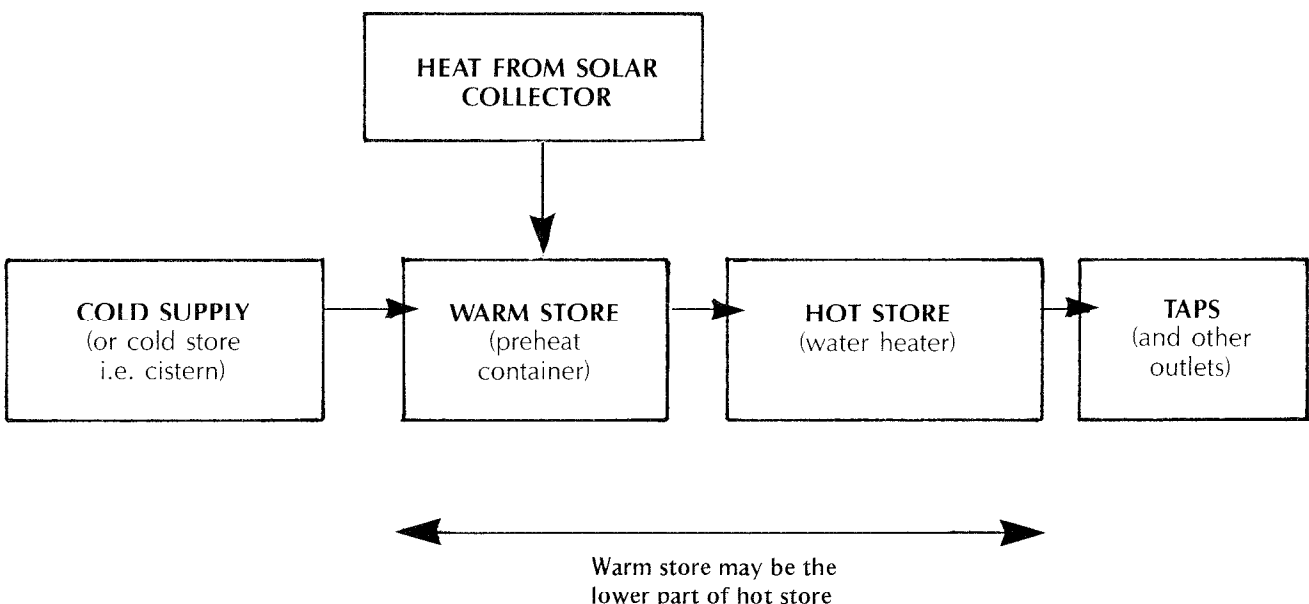 HEAT FROM SOLAR
COLLECTOR
COLD SUPPLY
(or cold store
i.e. cistern)
WARM STORE
(preheat
container)
HOT STORE
(water heater)
TAPS
(and other
outlets)
Warm store may be the
lower part of hot store